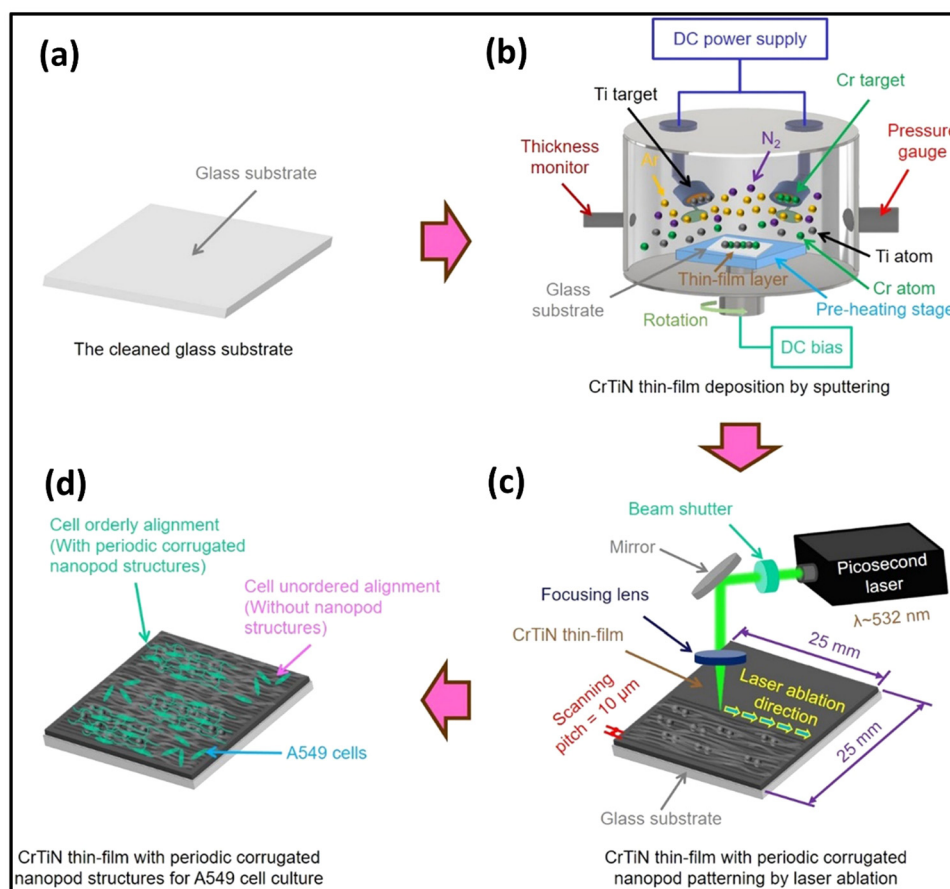 (a)
Glass substrate
The cleaned glass substrate
(b)
DC power supply
Ti target
Cr target
Thickness
monitor
Ar
N2
Pressure
gauge
Ti atom
Thin-film layer
Glass
substrate
Cr atom
Pre-heating stage
Rotation
DC bias
CrTiN thin-film deposition by sputtering
(d)
Cell orderly alignment
(With periodic corrugated
nanopod structures)
Cell unordered alignment
(Without nanopod
structures)
A549 cells
CrTiN thin-film with periodic corrugated
nanopod structures for A549 cell culture
(c)
Beam shutter
Mirror
Picosecond
laser
Focusing lens
λ~532 nm
CrTiN thin-film
25 mm
Laser ablation
direction
Scanning
pitch = 10 μm
25 mm
Glass substrate
CrTiN thin-film with periodic corrugated
nanopod patterning by laser ablation